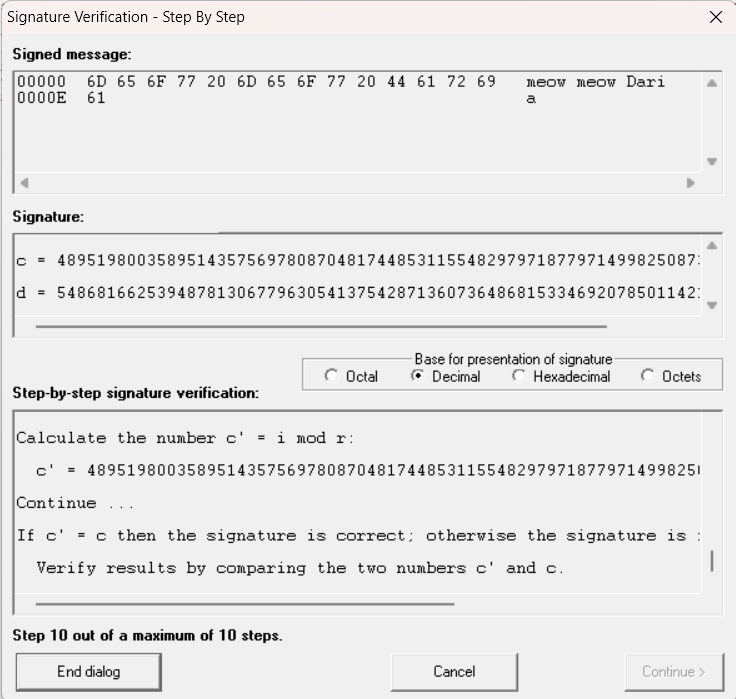 Signature Verification - Step By Step
Signed message:
00000 6D 65 6F 77 20 6D 65 6F 77 20 44 61 72 69 meow meow Dari
0000E 61 a
Signature:
c = 48951980035895143575697808704817448531155482979718779714998250873
d = 54868166253948781306779630541375428713607364868153346920785011421
Base for presentation of signature
Octal Decimal Hexadecimal Octets
Step-by-step signature verification:
Calculate the number c' = i mod r:
c' = 4895198003589514357569780870481744853115548297971877971499825
Continue ...
If c' = c then the signature is correct; otherwise the signature is
Verify results by comparing the two numbers c' and c.
Step 10 out of a maximum of 10 steps.
End dialog Cancel Continue >